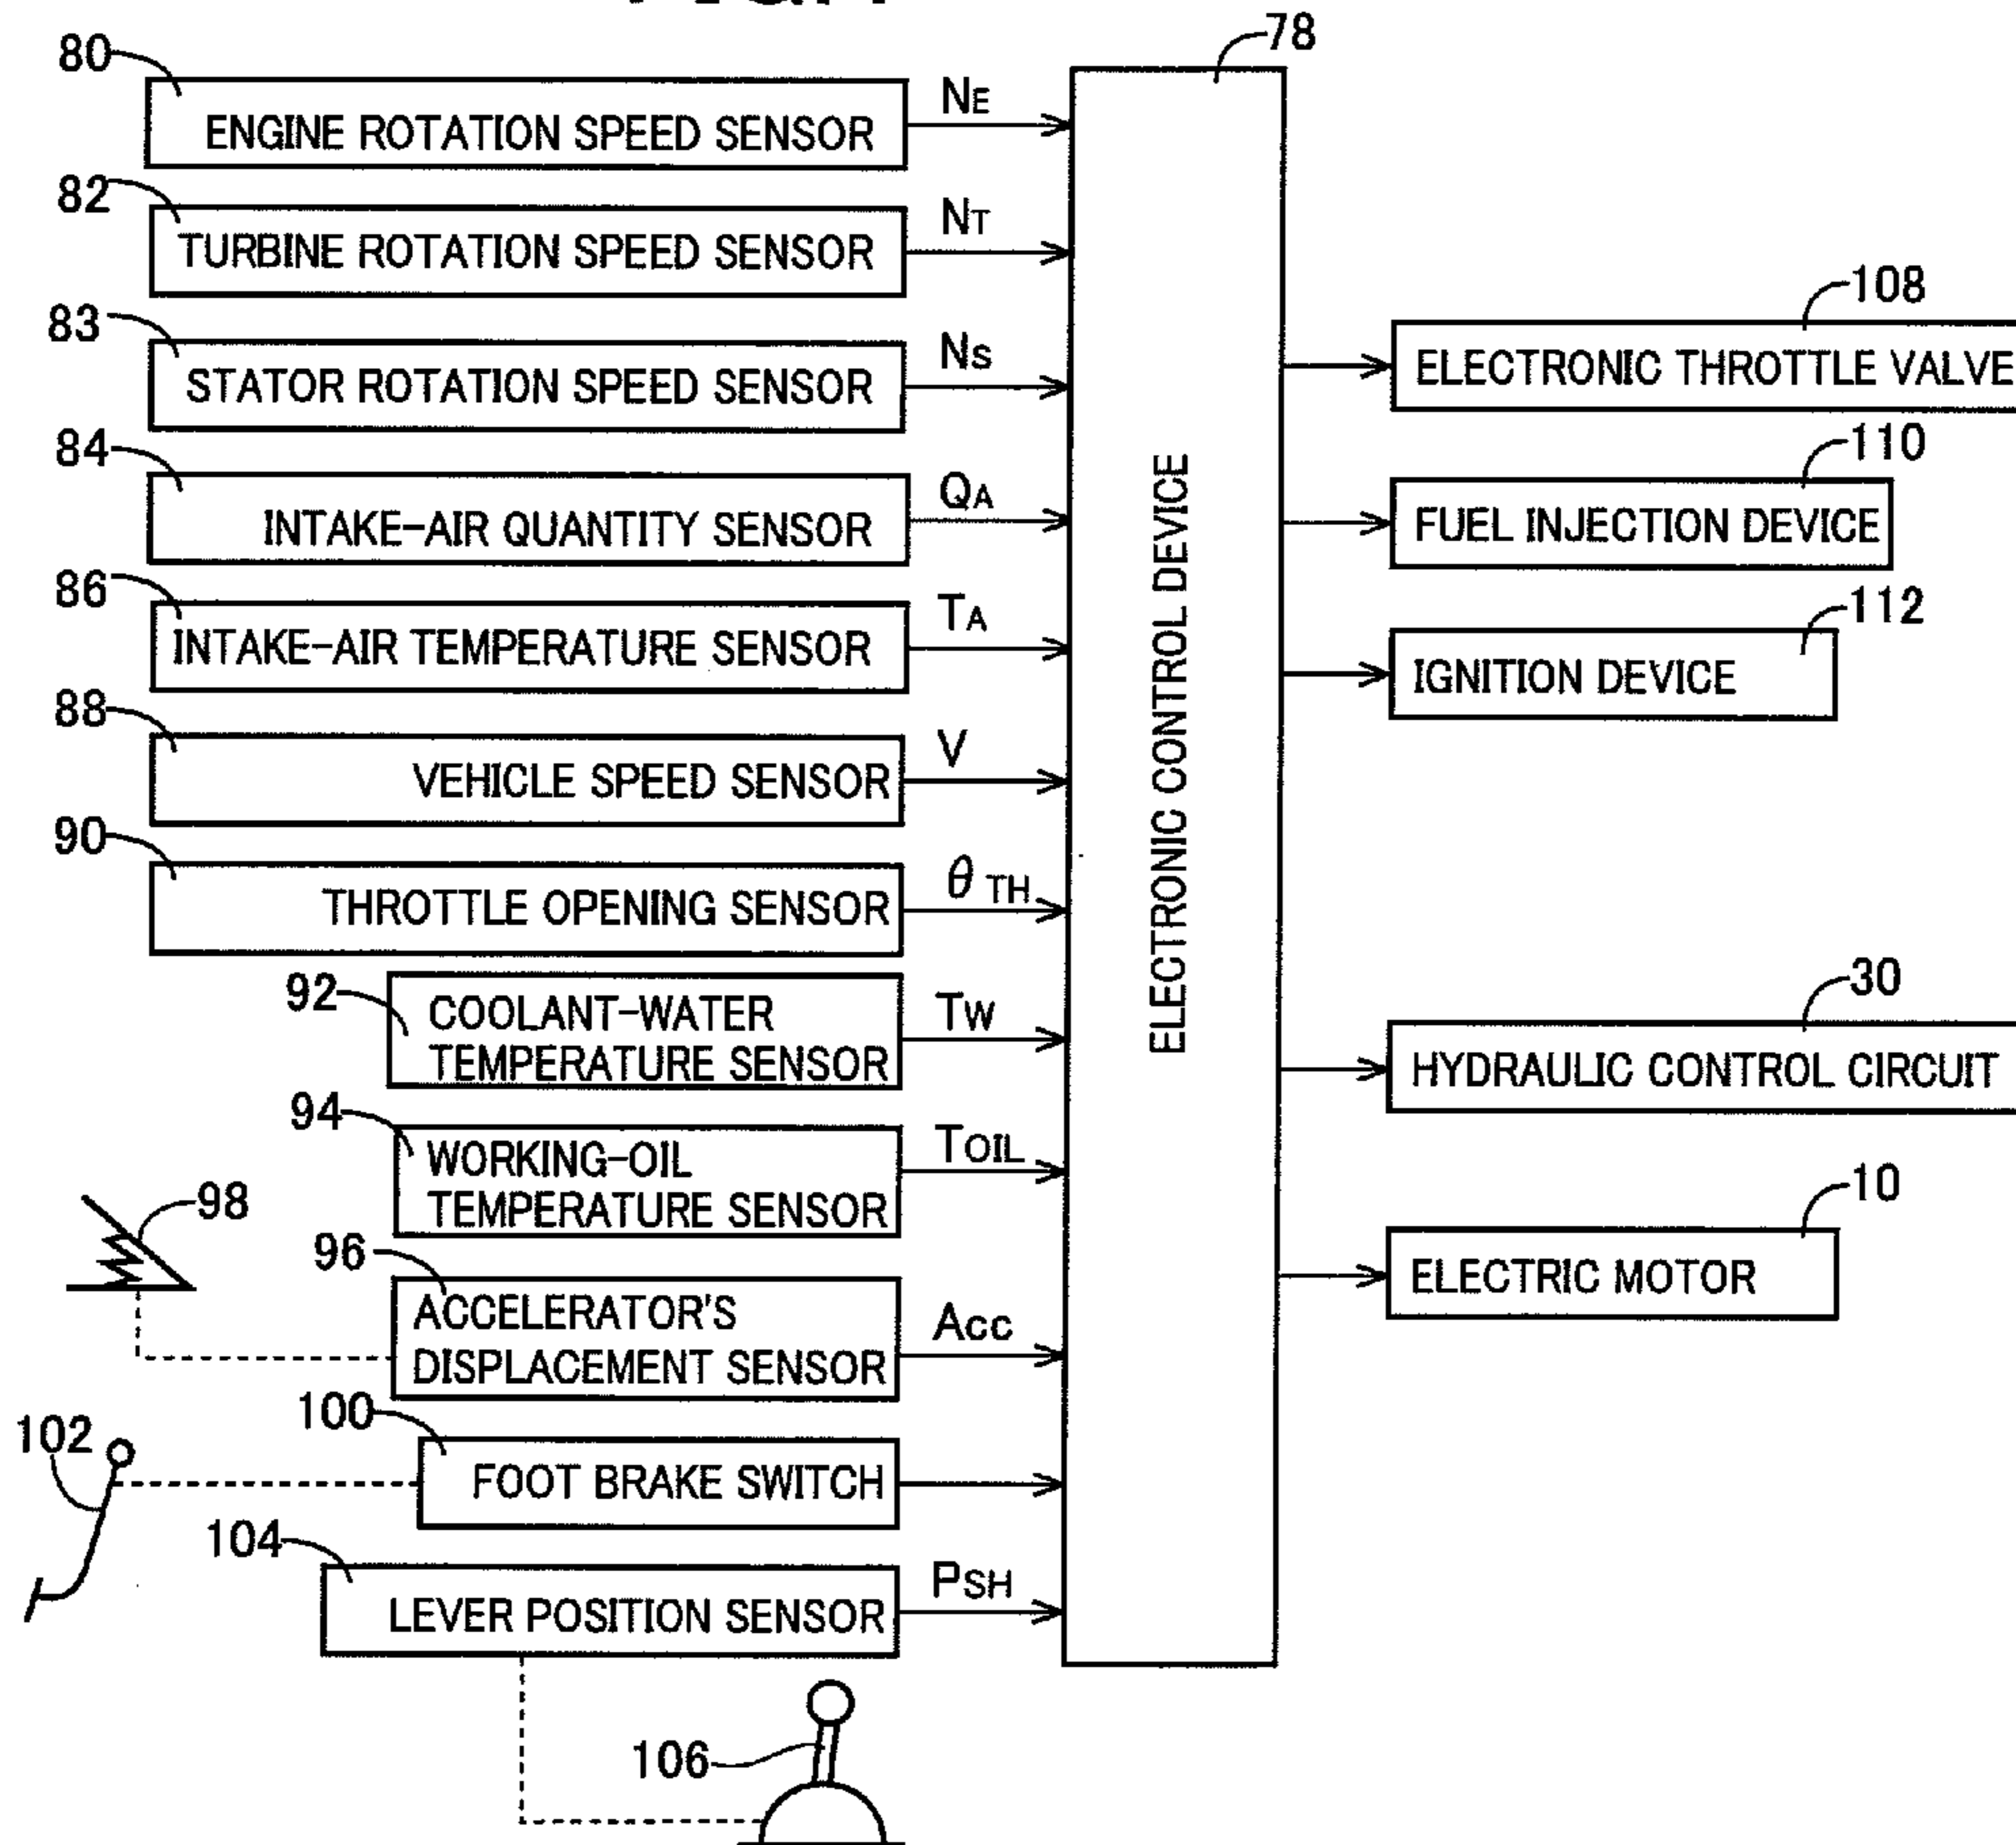 78
80
ENGINE ROTATION SPEED SENSOR
NE
82
TURBINE ROTATION SPEED SENSOR
NT
83
STATOR ROTATION SPEED SENSOR
NS
84
INTAKE-AIR QUANTITY SENSOR
QA
86
INTAKE-AIR TEMPERATURE SENSOR
TA
88
VEHICLE SPEED SENSOR
V
90
THROTTLE OPENING SENSOR
θTH
92
COOLANT-WATER
TEMPERATURE SENSOR
TW
94
WORKING-OIL
TEMPERATURE SENSOR
TOIL
98
96
ACCELERATOR'S
DISPLACEMENT SENSOR
Acc
102
100
FOOT BRAKE SWITCH
104
LEVER POSITION SENSOR
PSH
106
ELECTRONIC CONTROL DEVICE
108
ELECTRONIC THROTTLE VALVE
110
FUEL INJECTION DEVICE
112
IGNITION DEVICE
30
HYDRAULIC CONTROL CIRCUIT
10
ELECTRIC MOTOR